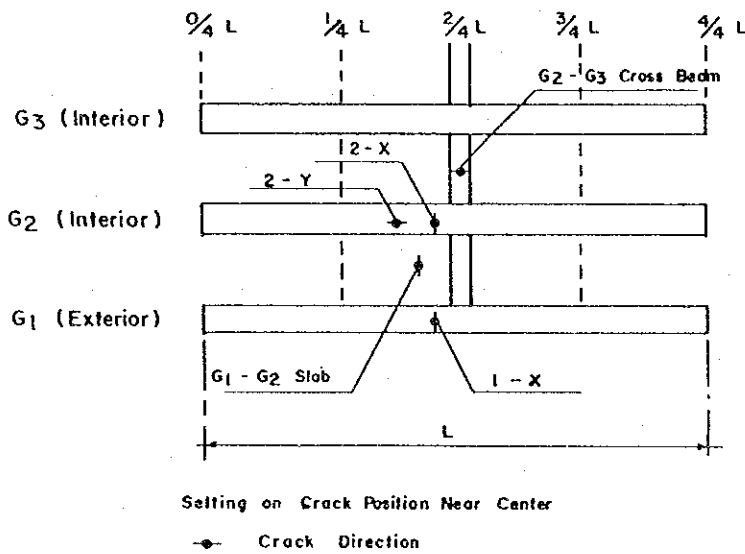 0/4 L 1/4 L 2/4 L 3/4 L 4/4 L
G2 - G3 Cross Beam
G3 (Interior)
2 - X
2 - Y
G2 (Interior)
G1 (Exterior)
G1 - G2 Slab
1 - X
L
Setting on Crack Position Near Center
Crack Direction